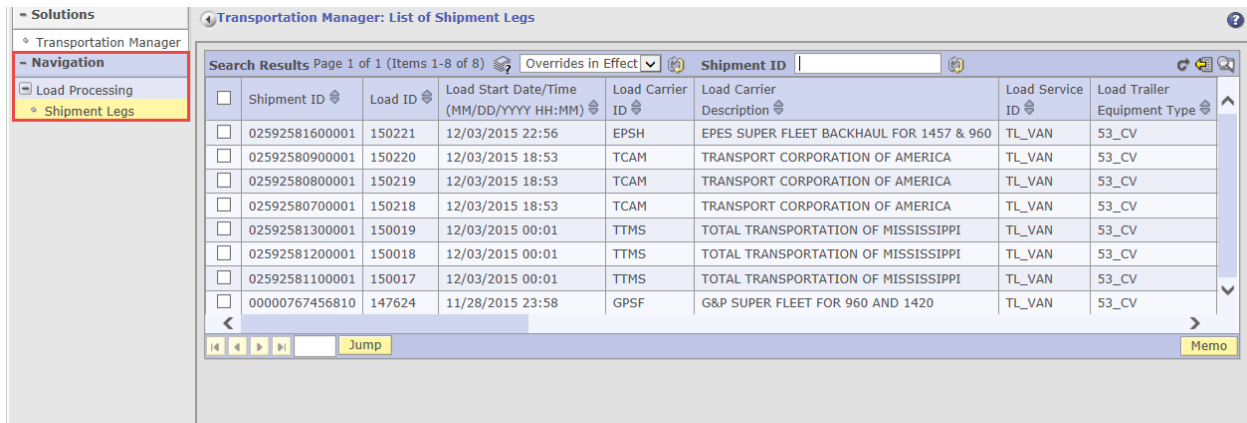 - Solutions
Transportation Manager
- Navigation
Load Processing
Shipment Legs
Transportation Manager: List of Shipment Legs
Search Results Page 1 of 1 (Items 1-8 of 8) Overrides in Effect Shipment ID
Shipment ID Load ID Load Start Date/Time Load Carrier Load Carrier Load Service Load Trailer
(MM/DD/YYYY HH:MM) ID Description ID Equipment Type
02592581600001 150221 12/03/2015 22:56 EPSH EPES SUPER FLEET BACKHAUL FOR 1457 & 960 TL_VAN 53_CV
02592580900001 150220 12/03/2015 18:53 TCAM TRANSPORT CORPORATION OF AMERICA TL_VAN 53_CV
02592580800001 150219 12/03/2015 18:53 TCAM TRANSPORT CORPORATION OF AMERICA TL_VAN 53_CV
02592580700001 150218 12/03/2015 18:53 TCAM TRANSPORT CORPORATION OF AMERICA TL_VAN 53_CV
02592581300001 150019 12/03/2015 00:01 TTMS TOTAL TRANSPORTATION OF MISSISSIPPI TL_VAN 53_CV
02592581200001 150018 12/03/2015 00:01 TTMS TOTAL TRANSPORTATION OF MISSISSIPPI TL_VAN 53_CV
02592581100001 150017 12/03/2015 00:01 TTMS TOTAL TRANSPORTATION OF MISSISSIPPI TL_VAN 53_CV
00000767456810 147624 11/28/2015 23:58 GPSF G&P SUPER FLEET FOR 960 AND 1420 TL_VAN 53_CV
Jump Memo